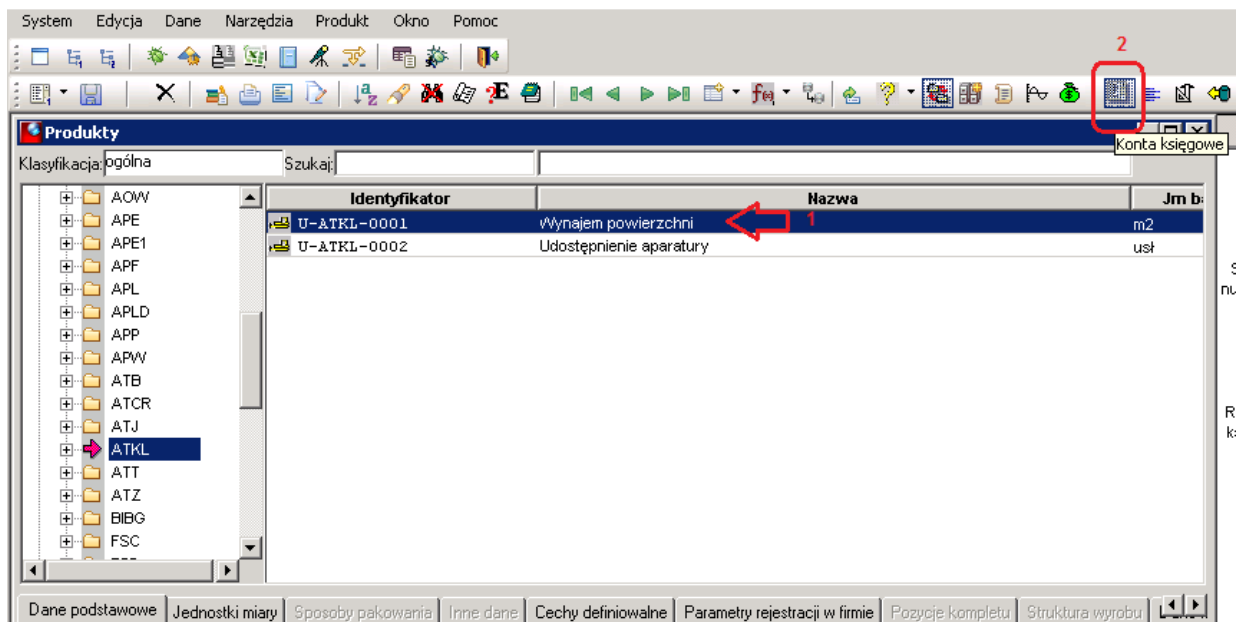 System Edycja Dane Narzędzia Produkt Okno Pomoc
2
Produkty
Konta księgowe
Klasyfikacja: ogólna Szukaj:
Identyfikator Nazwa Jm b
U-ATKL-0001 Wynajem powierzchni 1 m2
U-ATKL-0002 Udostępnienie aparatury usł
AOW
APE
APE1
APF
APL
APLD
APP
APW
ATB
ATCR
ATJ
ATKL
ATT
ATZ
BIBG
FSC
Dane podstawowe Jednostki miary Sposoby pakowania Inne dane Cechy definiowalne Parametry rejestracji w firmie Pozycje kompletu Struktura wyrobu